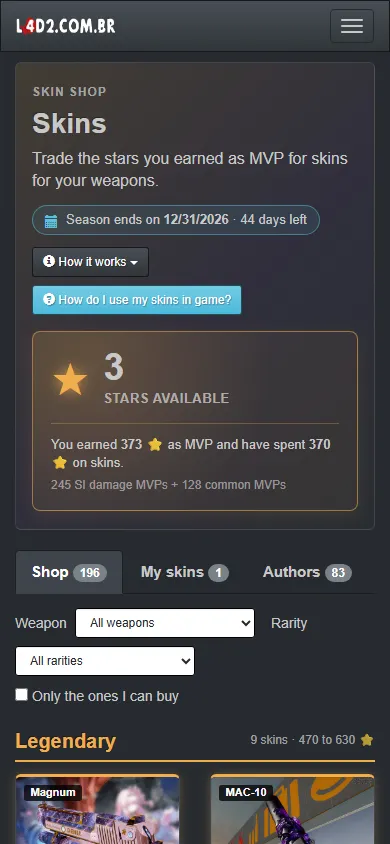 L4D2.COM.BR
SKIN SHOP
Skins
Trade the stars you earned as MVP for skins
for your weapons.
Season ends on 12/31/2026 · 44 days left
How it works
How do I use my skins in game?
3
STARS AVAILABLE
You earned 373 as MVP and have spent 370
on skins.
245 SI damage MVPs + 128 common MVPs
Shop 196 My skins 1 Authors 83
Weapon All weapons Rarity
All rarities
Only the ones I can buy
Legendary 9 skins · 470 to 630
Magnum MAC-10